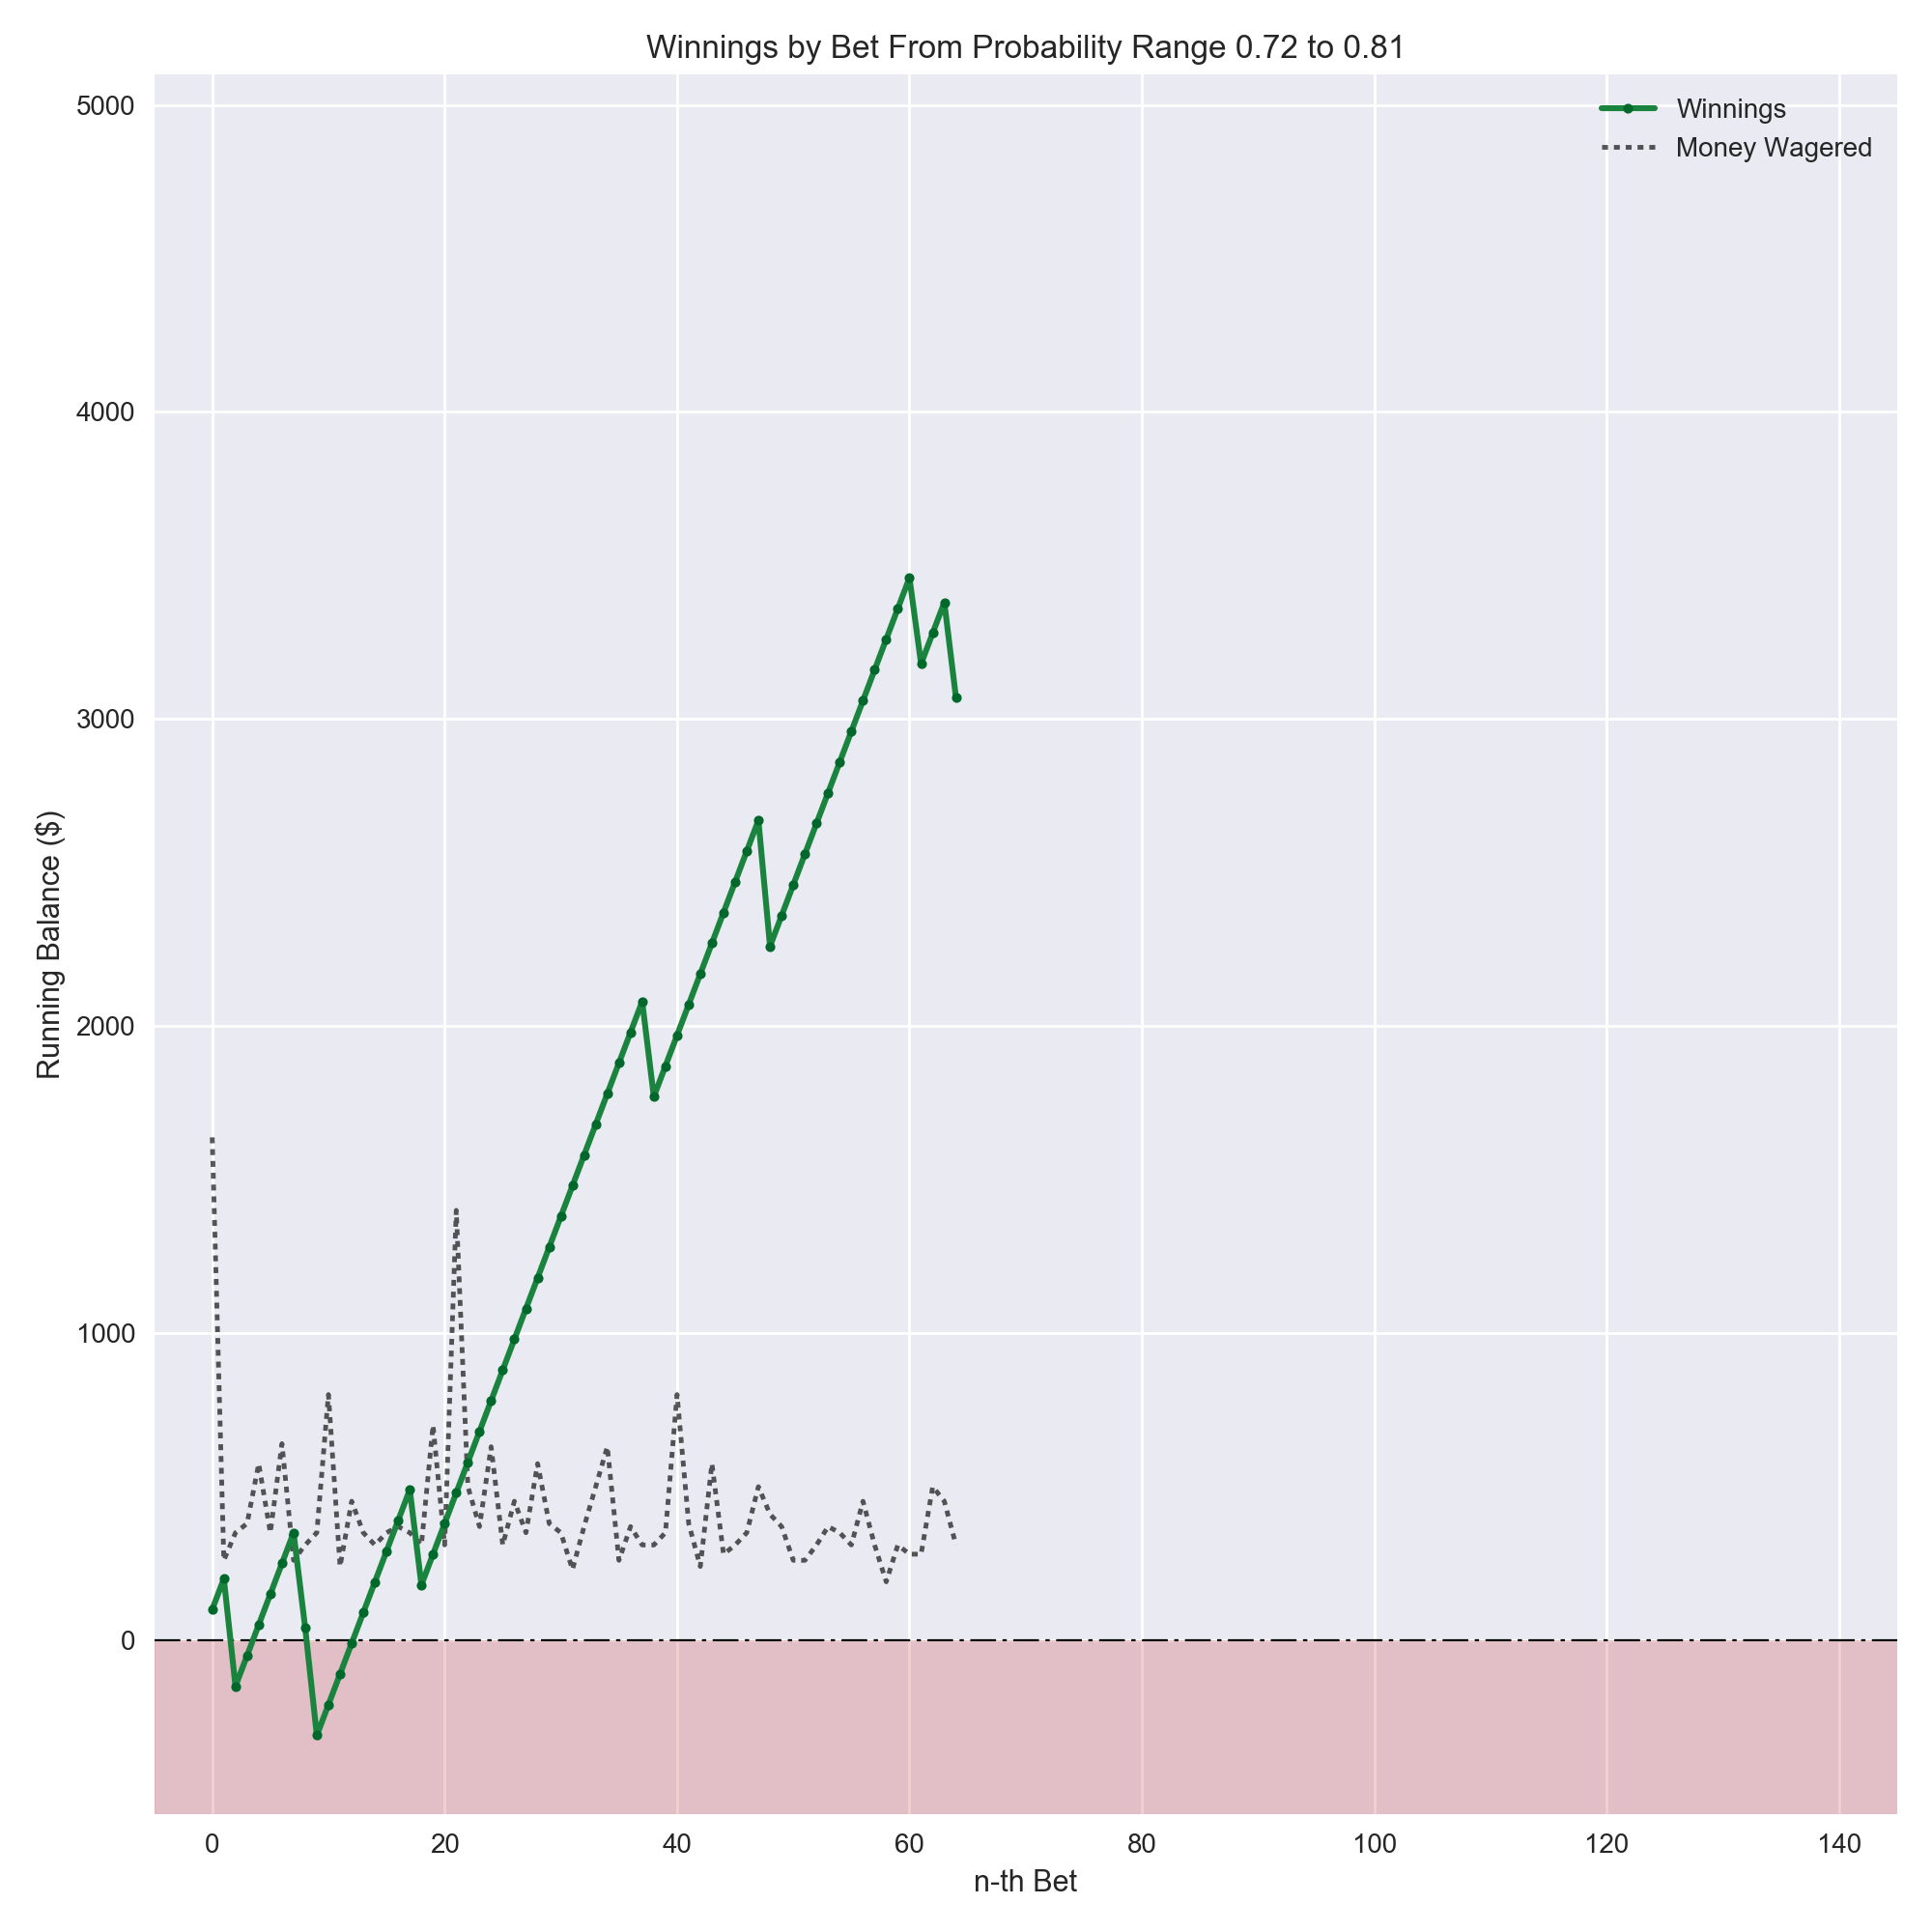 Winnings by Bet From Probability Range 0.72 to 0.81
Winnings
Money Wagered
5000
4000
3000
2000
1000
0
Running Balance ($)
0 20 40 60 80 100 120 140
n-th Bet